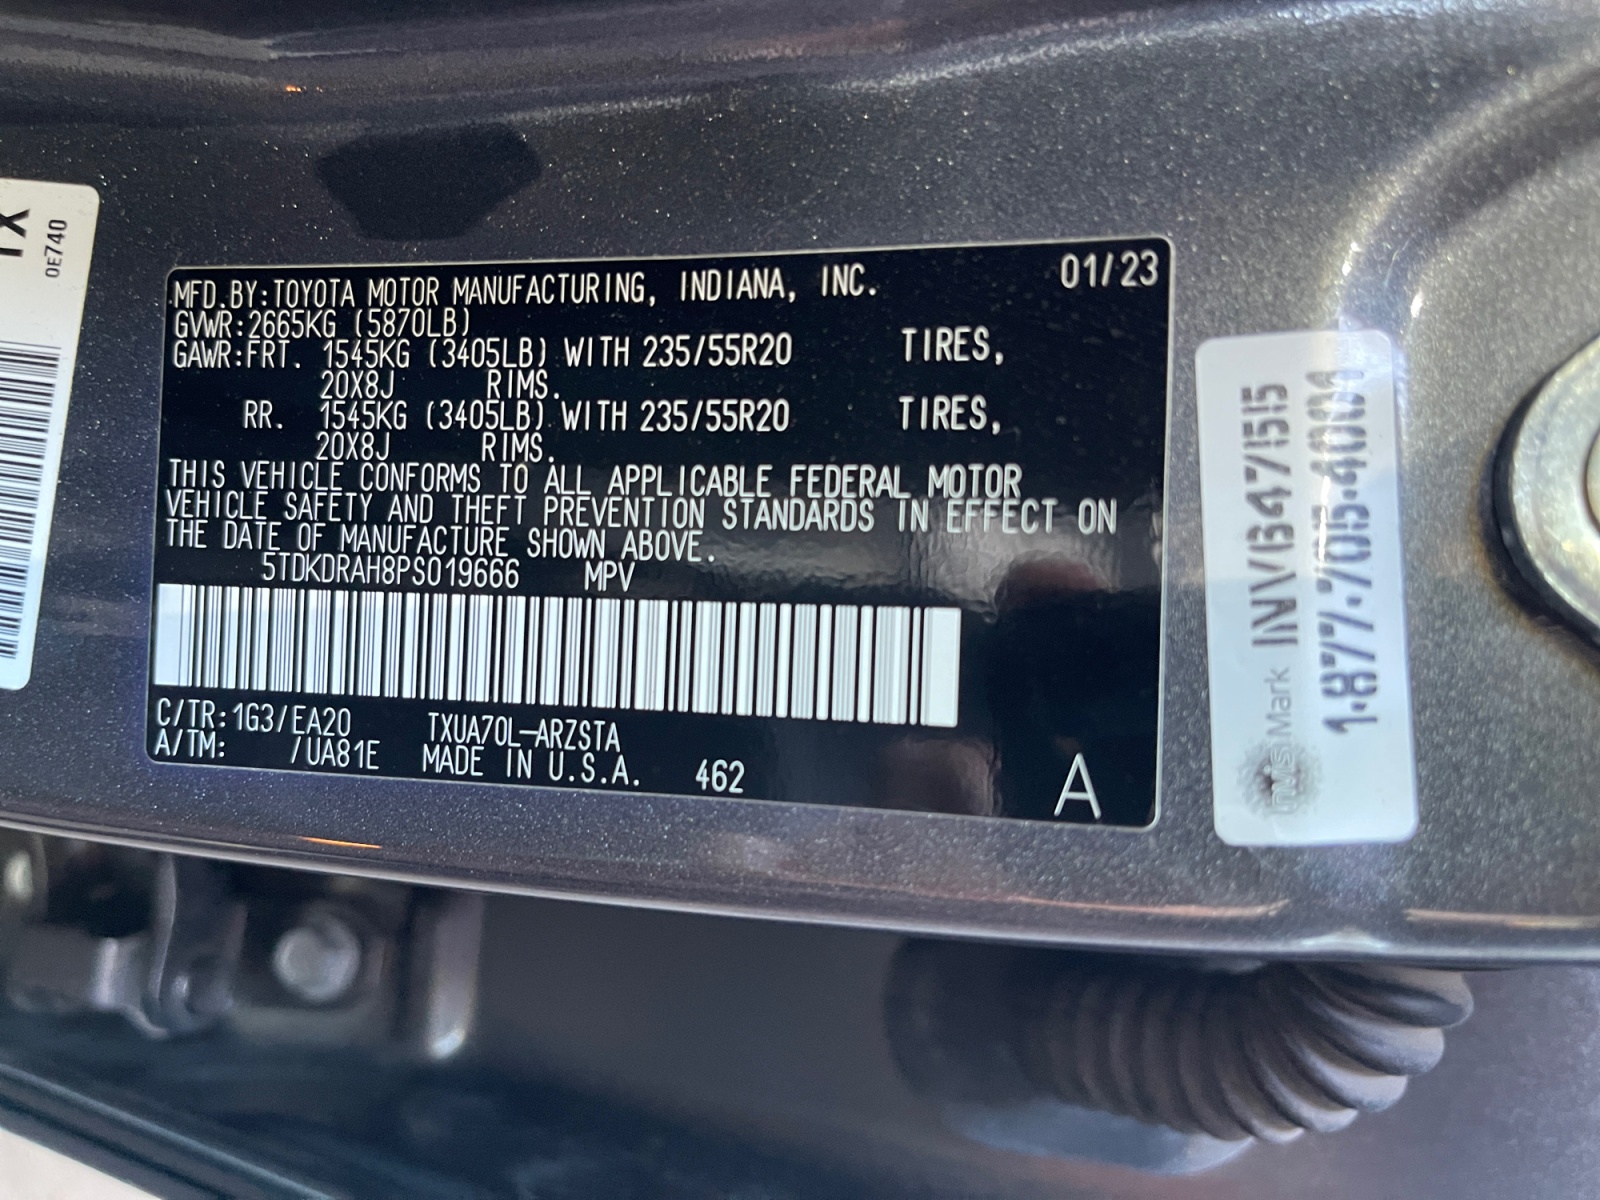 MFD.BY:TOYOTA MOTOR MANUFACTURING, INDIANA, INC. 01/23
GVWR:2665KG (5870LB)
GAWR:FRT. 1545KG (3405LB) WITH 235/55R20 TIRES,
20X8J RIMS.
RR. 1545KG (3405LB) WITH 235/55R20 TIRES,
20X8J RIMS.
THIS VEHICLE CONFORMS TO ALL APPLICABLE FEDERAL MOTOR
VEHICLE SAFETY AND THEFT PREVENTION STANDARDS IN EFFECT ON
THE DATE OF MANUFACTURE SHOWN ABOVE.
5TDKDRAH8PS019666 MPV
C/TR:1G3/EA20 TXUA70L-ARZSTA
A/TM: /UA81E MADE IN U.S.A. 462 A
0E740
INVB471515
1·877·705·4001
Mark